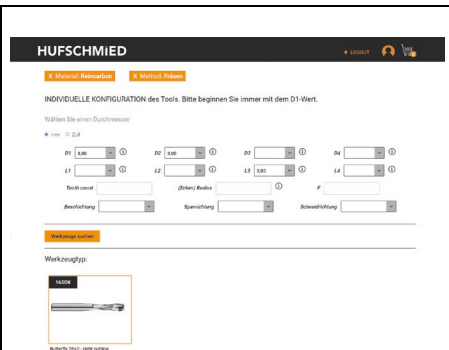 HUFSCHMiED
LOGOUT
X Material: Reincarbon X Method: Fräsen
INDIVIDUELLE KONFIGURATION des Tools. Bitte beginnen Sie immer mit dem D1-Wert.
Wählen Sie einen Durchmesser
mm Zoll
D1 3,00 D2 3,00 D3 D4
L1 L2 L3 3,00 L4
Tooth count (Ecken) Radius F
Beschichtung Spanrichtung Schneidrichtung
Werkzeuge suchen
Werkzeugtyp:
165DK